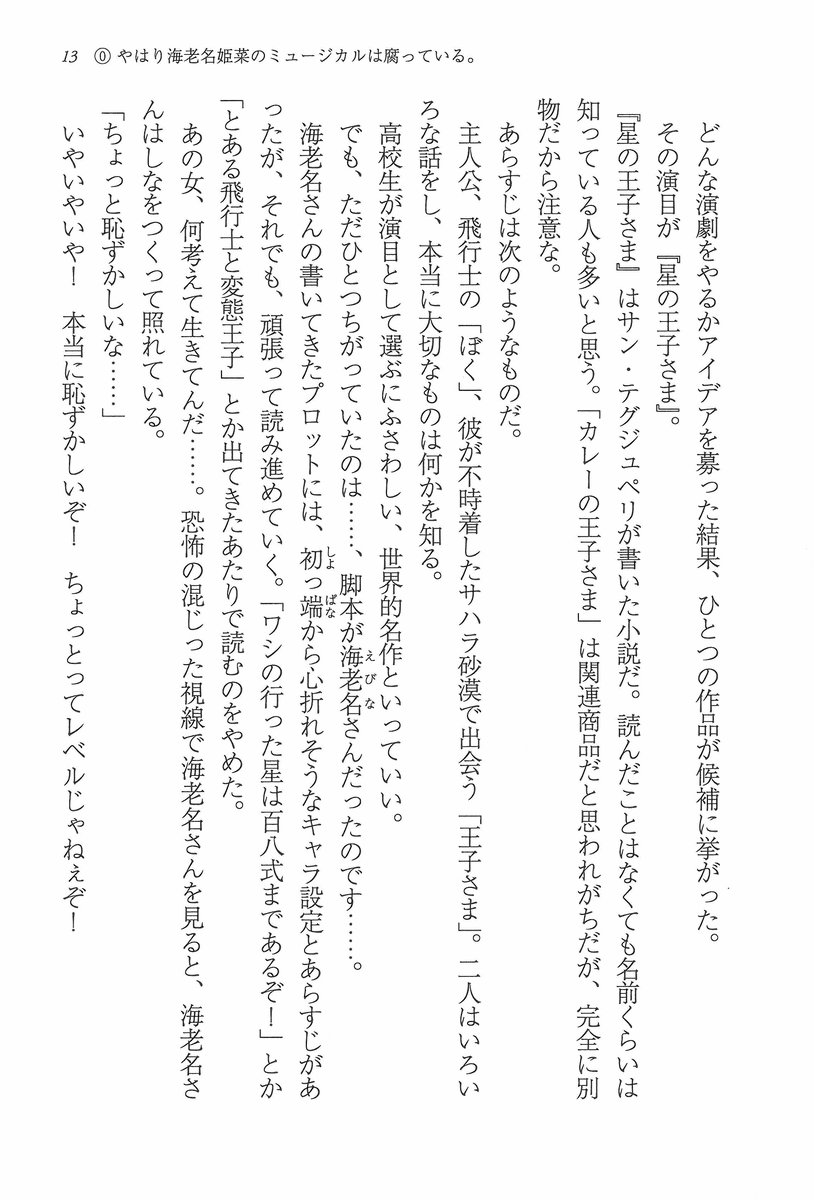 13 ⓪ やはり海老名姫菜のミュージカルは腐っている。
どんな演劇をやるかアイデアを募った結果、ひとつの作品が候補に挙がった。
その演目が『星の王子さま』。
『星の王子さま』はサン・テグジュペリが書いた小説だ。読んだことはなくても名前くらいは
知っている人も多いと思う。「カレーの王子さま」は関連商品だと思われがちだが、完全に別
物だから注意な。
あらすじは次のようなものだ。
主人公、飛行士の「ぼく」、彼が不時着したサハラ砂漠で出会う「王子さま」。二人はいろい
ろな話をし、本当に大切なものは何かを知る。
高校生が演目として選ぶにふさわしい、世界的名作といっていい。
でも、ただひとつちがっていたのは……、脚本が海老名さんだったのです……。
海老名さんの書いてきたプロットには、初っ端から心折れそうなキャラ設定とあらすじがあ
ったが、それでも、頑張って読み進めていく。「ワシの行った星は百八式まであるぞ！」とか
「とある飛行士と変態王子」とか出てきたあたりで読むのをやめた。
あの女、何考えて生きてんだ……。恐怖の混じった視線で海老名さんを見ると、海老名さ
んはしなをつくって照れている。
「ちょっと恥ずかしいな……」
いやいやいや！　本当に恥ずかしいぞ！　ちょっとってレベルじゃねぇぞ！